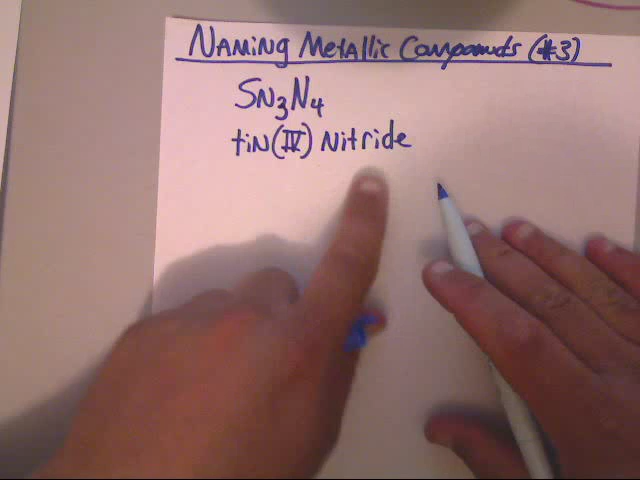 Naming Metallic Compounds (#3)
SN₃N₄
tiN(IV) Nitride